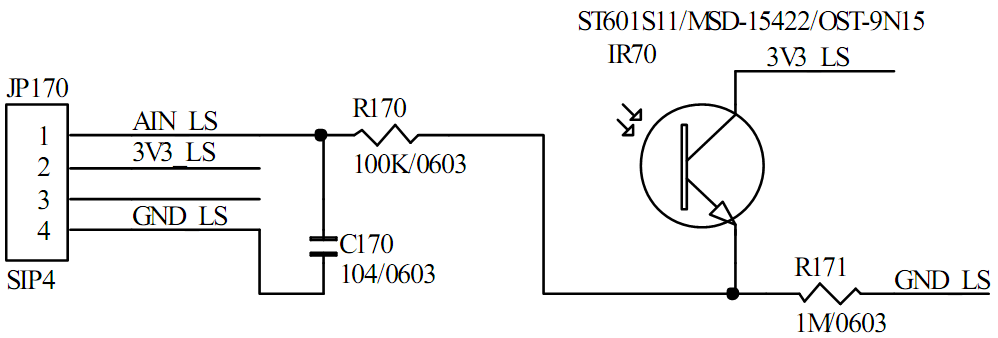 ST601S11/MSD-15422/OST-9N15
IR70
3V3_LS
JP170
1
AIN_LS
R170
100K/0603
2
3V3_LS
3
4
GND_LS
C170
104/0603
SIP4
R171
GND_LS
1M/0603